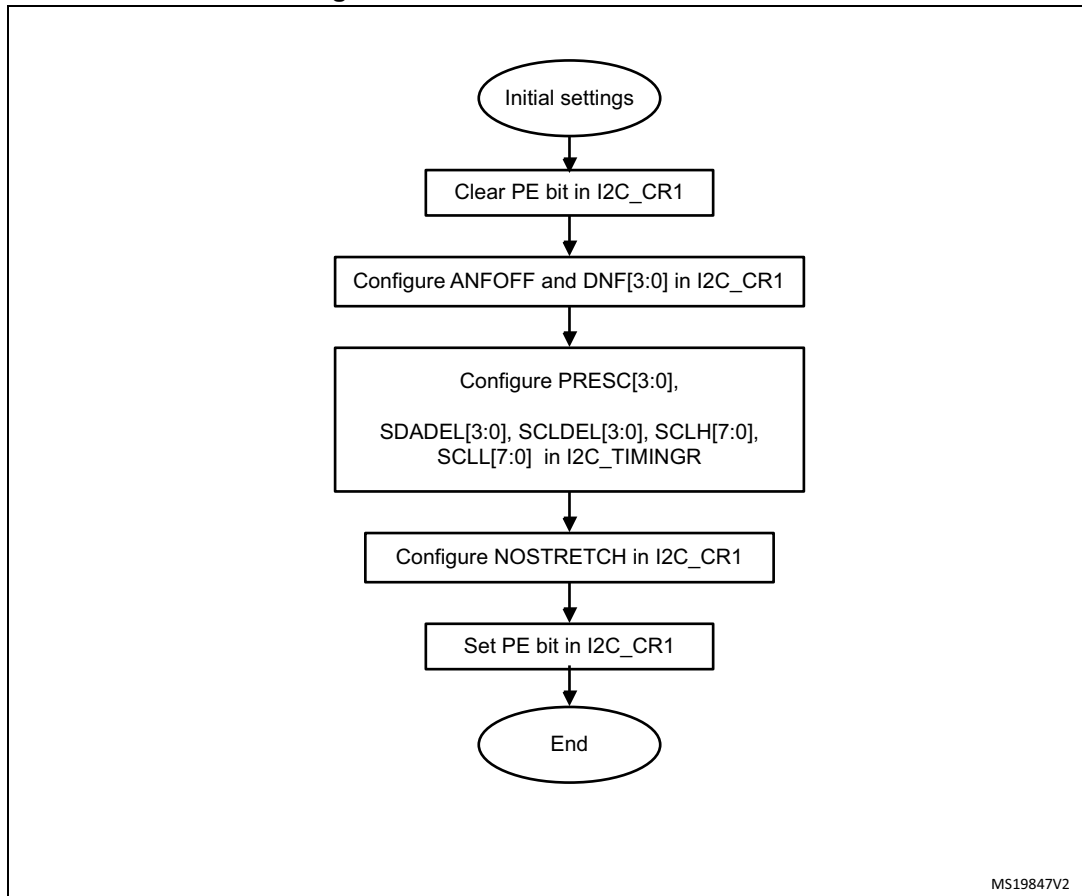 Initial settings
Clear PE bit in I2C_CR1
Configure ANFOFF and DNF[3:0] in I2C_CR1
Configure PRESC[3:0],
SDADEL[3:0], SCLDEL[3:0], SCLH[7:0],
SCLL[7:0] in I2C_TIMINGR
Configure NOSTRETCH in I2C_CR1
Set PE bit in I2C_CR1
End
MS19847V2